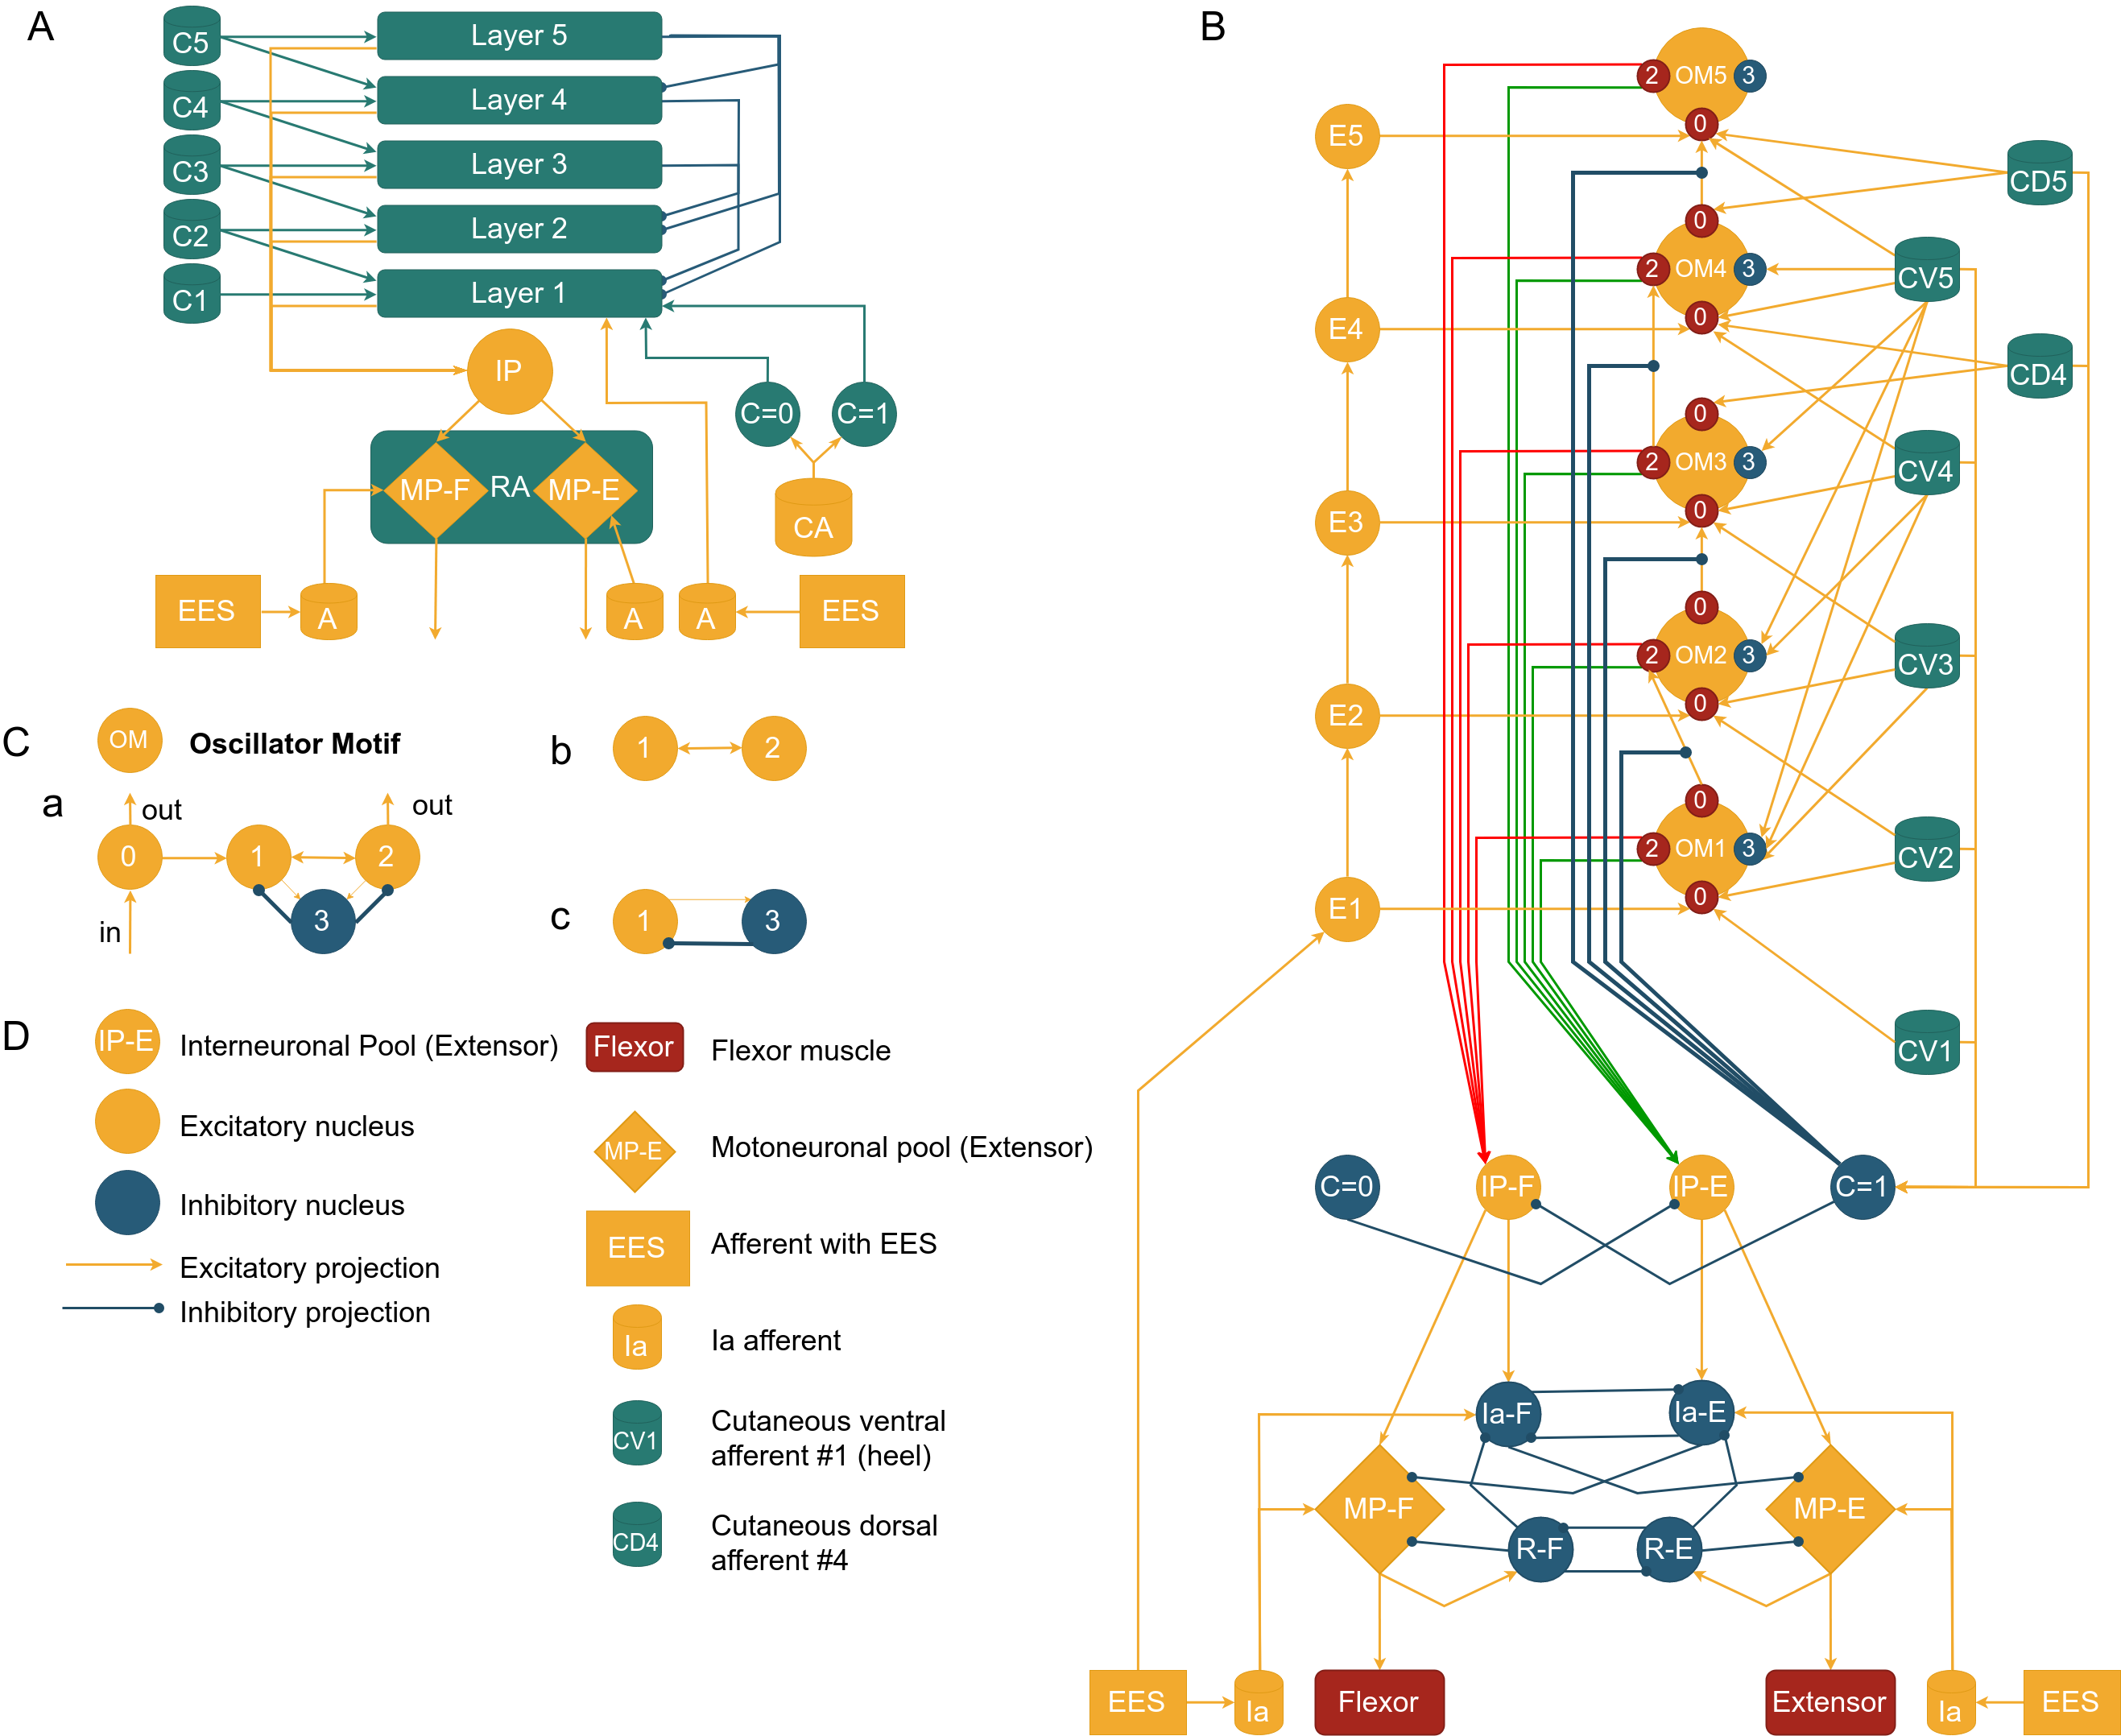 A
C5
Layer 5
C4
Layer 4
C3
Layer 3
C2
Layer 2
C1
Layer 1
IP
C=0
C=1
MP-F
RA
MP-E
CA
EES
A
A
A
EES
B
2
OM5
3
0
E5
CD5
0
2
OM4
3
CV5
0
E4
CD4
0
2
OM3
3
CV4
0
E3
0
2
OM2
3
CV3
0
E2
0
2
OM1
3
CV2
0
E1
CV1
C=0
IP-F
IP-E
C=1
Ia-F
Ia-E
MP-F
MP-E
R-F
R-E
EES
Ia
Flexor
Extensor
Ia
EES
C
OM
Oscillator Motif
a
out
out
0
1
2
3
in
b
1
2
c
1
3
D
IP-E
Interneuronal Pool (Extensor)
Excitatory nucleus
Inhibitory nucleus
Excitatory projection
Inhibitory projection
Flexor
Flexor muscle
MP-E
Motoneuronal pool (Extensor)
EES
Afferent with EES
Ia
Ia afferent
CV1
Cutaneous ventral
afferent #1 (heel)
CD4
Cutaneous dorsal
afferent #4